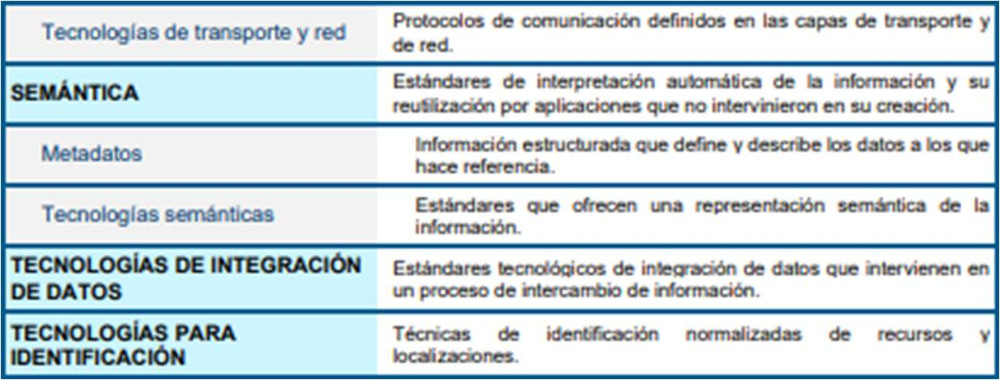 Tecnologías de transporte y red
Protocolos de comunicación definidos en las capas de transporte y
de red.
SEMÁNTICA
Estándares de interpretación automática de la información y su
reutilización por aplicaciones que no intervinieron en su creación.
Metadatos
Información estructurada que define y describe los datos a los que
hace referencia.
Tecnologías semánticas
Estándares que ofrecen una representación semántica de la
información.
TECNOLOGÍAS DE INTEGRACIÓN
DE DATOS
Estándares tecnológicos de integración de datos que intervienen en
un proceso de intercambio de información.
TECNOLOGÍAS PARA
IDENTIFICACIÓN
Técnicas de identificación normalizadas de recursos y
localizaciones.